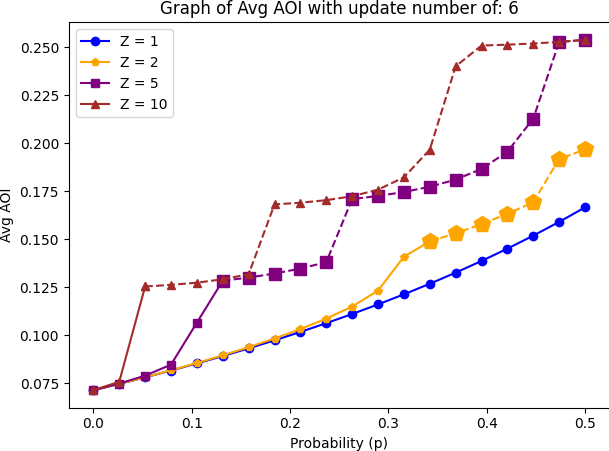 Graph of Avg AOI with update number of: 6
Z = 1
Z = 2
Z = 5
Z = 10
Avg AOI
0.250
0.225
0.200
0.175
0.150
0.125
0.100
0.075
0.0 0.1 0.2 0.3 0.4 0.5
Probability (p)